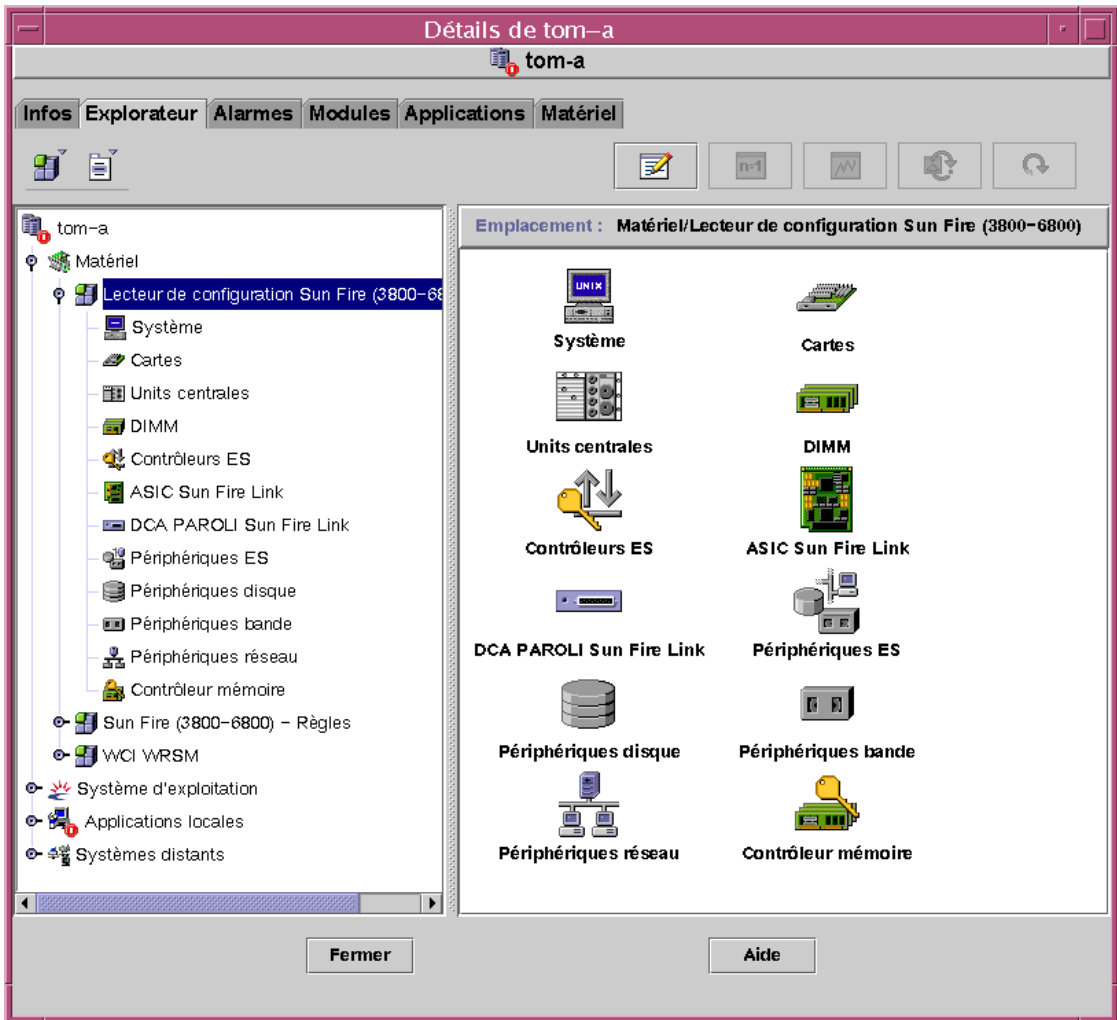 Détails de tom-a
tom-a
Infos Explorateur Alarmes Modules Applications Matériel
n=1
tom-a
Matériel
Lecteur de configuration Sun Fire (3800-68
Système
Cartes
Units centrales
DIMM
Contrôleurs ES
ASIC Sun Fire Link
DCA PAROLI Sun Fire Link
Périphériques ES
Périphériques disque
Périphériques bande
Périphériques réseau
Contrôleur mémoire
Sun Fire (3800-6800) - Règles
WCI WRSM
Système d'exploitation
Applications locales
Systèmes distants
Emplacement : Matériel/Lecteur de configuration Sun Fire (3800-6800)
UNIX
Système Cartes
Units centrales DIMM
Contrôleurs ES ASIC Sun Fire Link
DCA PAROLI Sun Fire Link Périphériques ES
Périphériques disque Périphériques bande
Périphériques réseau Contrôleur mémoire
Fermer Aide